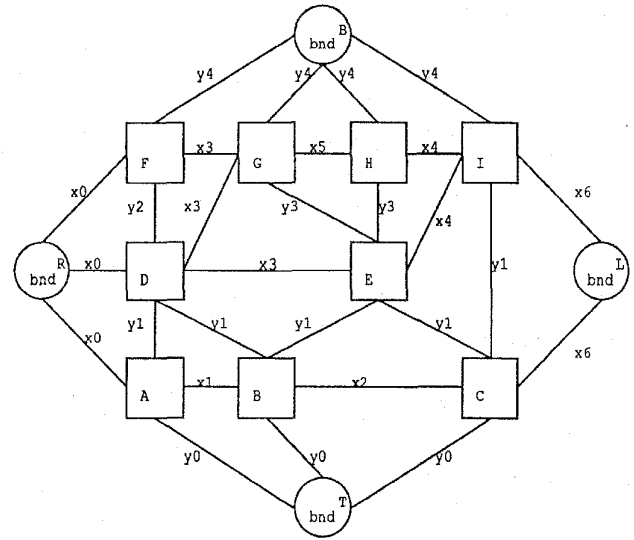 B
bnd
y4 y4 y4 y4
F x3 G x5 H x4 I
x0 y2 x3 y3 y3 x4 x6
R
bnd x0 D x3 E y1 L
bnd
x0 y1 y1 y1 y1 x6
A x1 B x2 C
y0 y0 y0
T
bnd